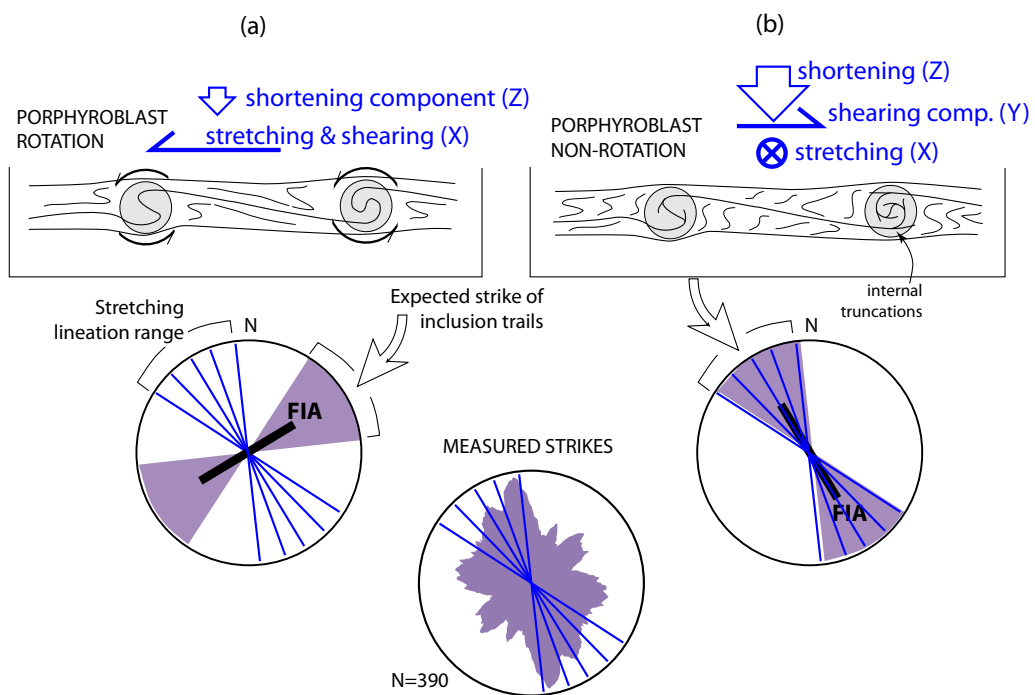 (a)
shortening component (Z)
PORPHYROBLAST
ROTATION
stretching & shearing (X)
(b)
shortening (Z)
shearing comp. (Y)
PORPHYROBLAST
NON-ROTATION
stretching (X)
internal
truncations
Stretching
lineation range
N
Expected strike of
inclusion trails
FIA
N
FIA
MEASURED STRIKES
N=390